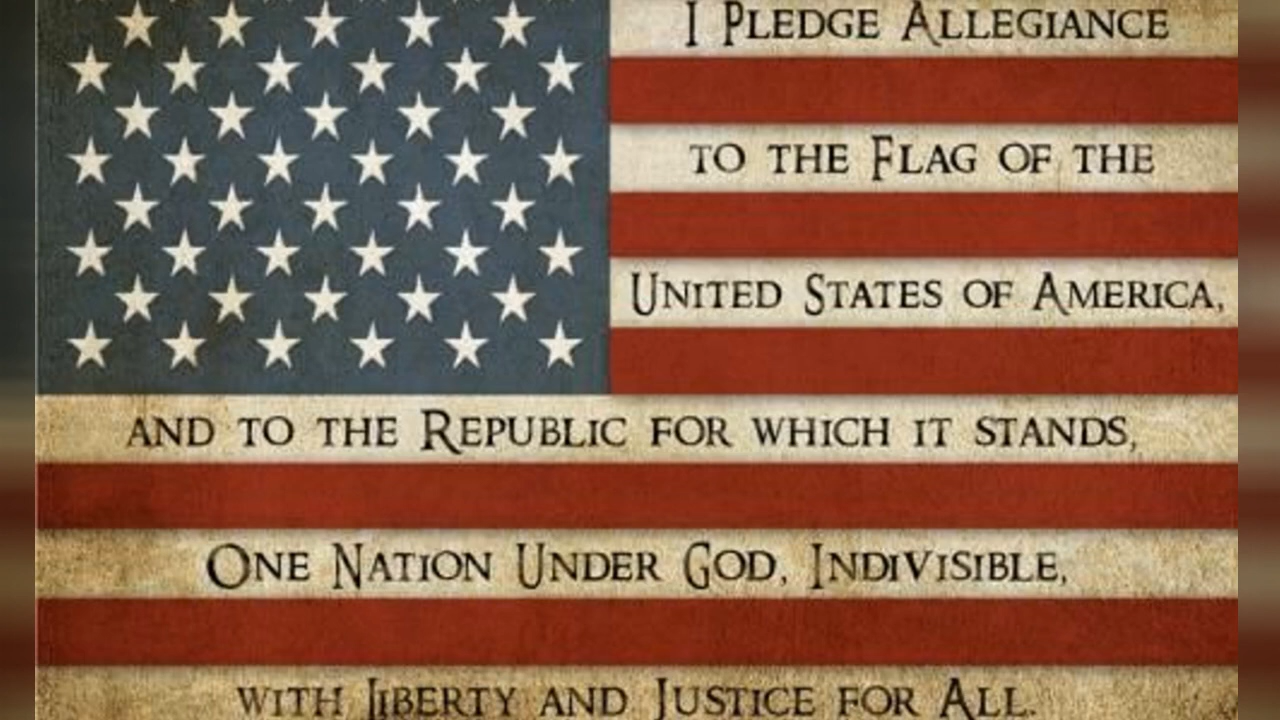 I PLEDGE ALLEGIANCE
TO THE FLAG OF THE
UNITED STATES OF AMERICA,
AND TO THE REPUBLIC FOR WHICH IT STANDS,
ONE NATION UNDER GOD, INDIVISIBLE,
WITH LIBERTY AND JUSTICE FOR ALL.